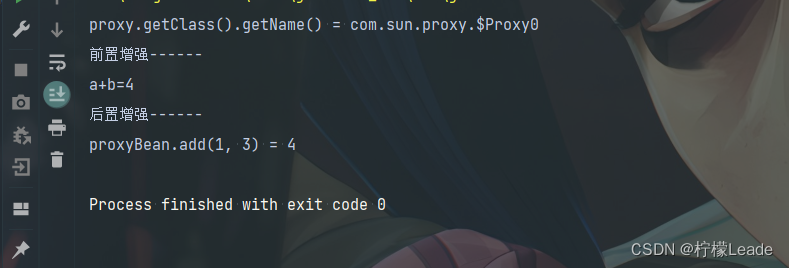 proxy.getClass().getName() = com.sun.proxy.$Proxy0
前置增强------
a+b=4
后置增强------
proxyBean.add(1, 3) = 4
Process finished with exit code 0
CSDN @柠檬Leade